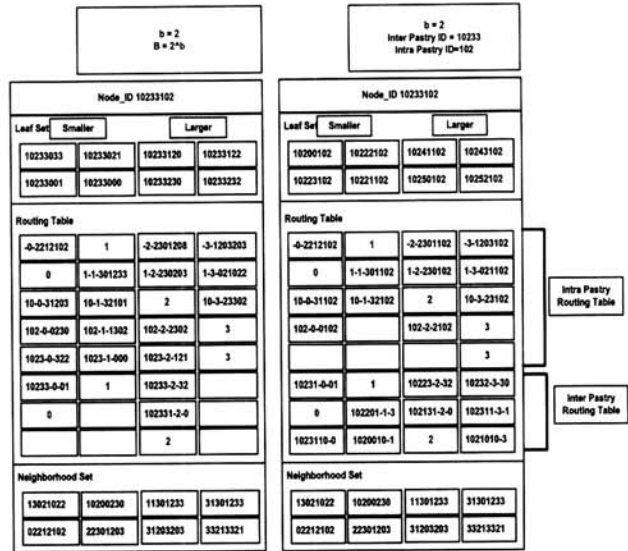 b = 2
B = 2^b
Node_ID 10233102
Leaf Set Smaller Larger
10233033 10233021 10233120 10233122
10233001 10233000 10233230 10233232
Routing Table
-0-2212102 1 -2-2301208 -3-1203203
0 1-1-301233 1-2-230203 1-3-021022
10-0-31203 10-1-32101 2 10-3-23302
102-0-0230 102-1-1302 102-2-2302 3
1023-0-322 1023-1-000 1023-2-121 3
10233-0-01 1 10233-2-32
0 102331-2-0
2
Neighborhood Set
13021022 10200230 11301233 31301233
02212102 22301203 31203203 33213321
b = 2
Inter Pastry ID = 10233
Intra Pastry ID=102
Node_ID 10233102
Leaf Set Smaller Larger
10200102 10222102 10241102 10243102
10223102 10221102 10250102 10252102
Routing Table
-0-2212102 1 -2-2301102 -3-1203102
0 1-1-301102 1-2-230102 1-3-021102
10-0-31102 10-1-32102 2 10-3-23102
102-0-0102 102-2-2102 3
3
10231-0-01 1 10223-2-32 10232-3-30
0 102201-1-3 102131-2-0 102311-3-1
1023110-0 1020010-1 2 1021010-3
Neighborhood Set
13021022 10200230 11301233 31301233
02212102 22301203 31203203 33213321
Intra Pastry
Routing Table
Inter Pastry
Routing Table